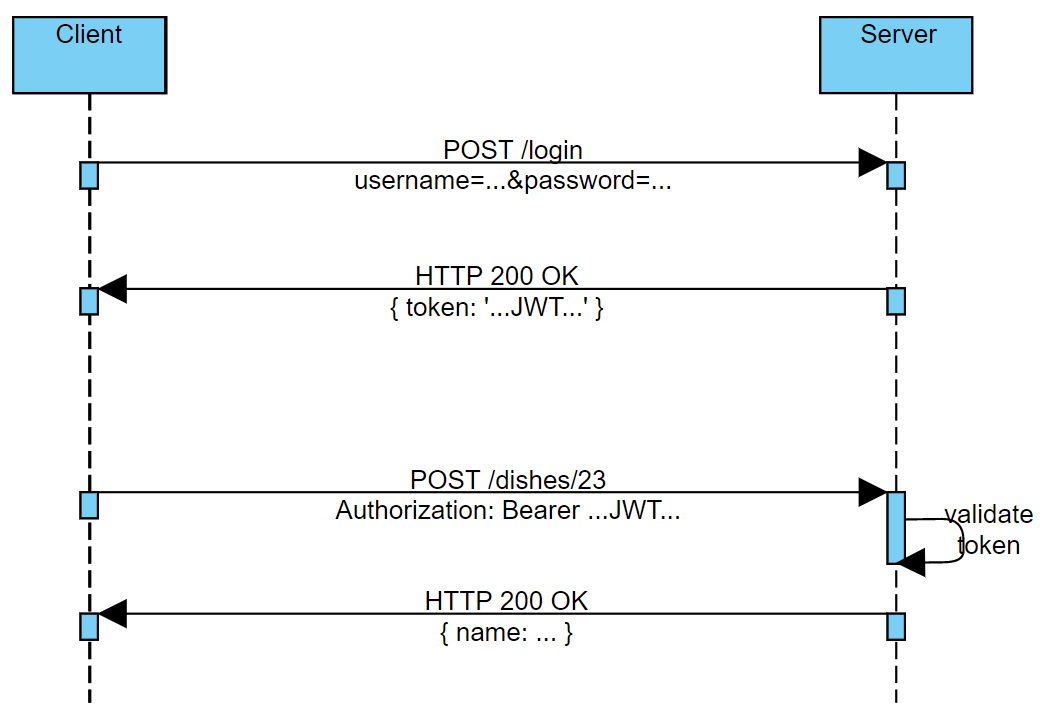 Client
Server
POST /login
username=...&password=...
HTTP 200 OK
{ token: '...JWT...' }
POST /dishes/23
Authorization: Bearer ...JWT...
validate
token
HTTP 200 OK
{ name: ... }